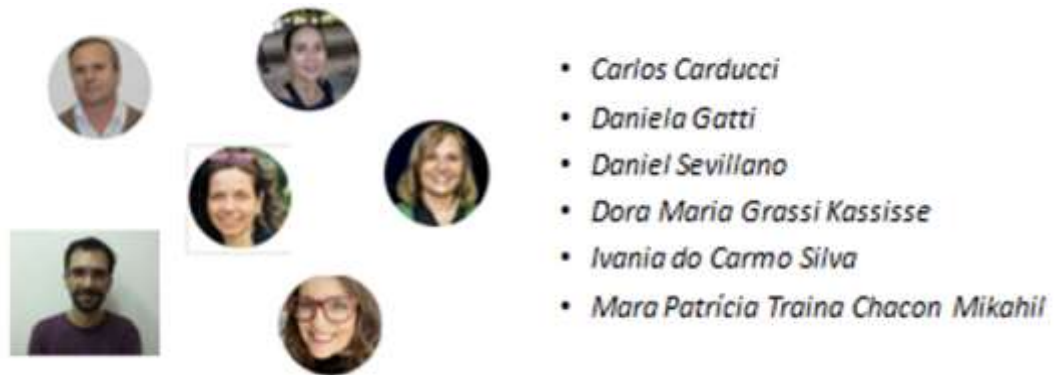 • Carlos Carducci
• Daniela Gatti
• Daniel Sevillano
• Dora Maria Grassi Kassisse
• Ivania do Carmo Silva
• Mara Patrícia Traina Chacon Mikahil